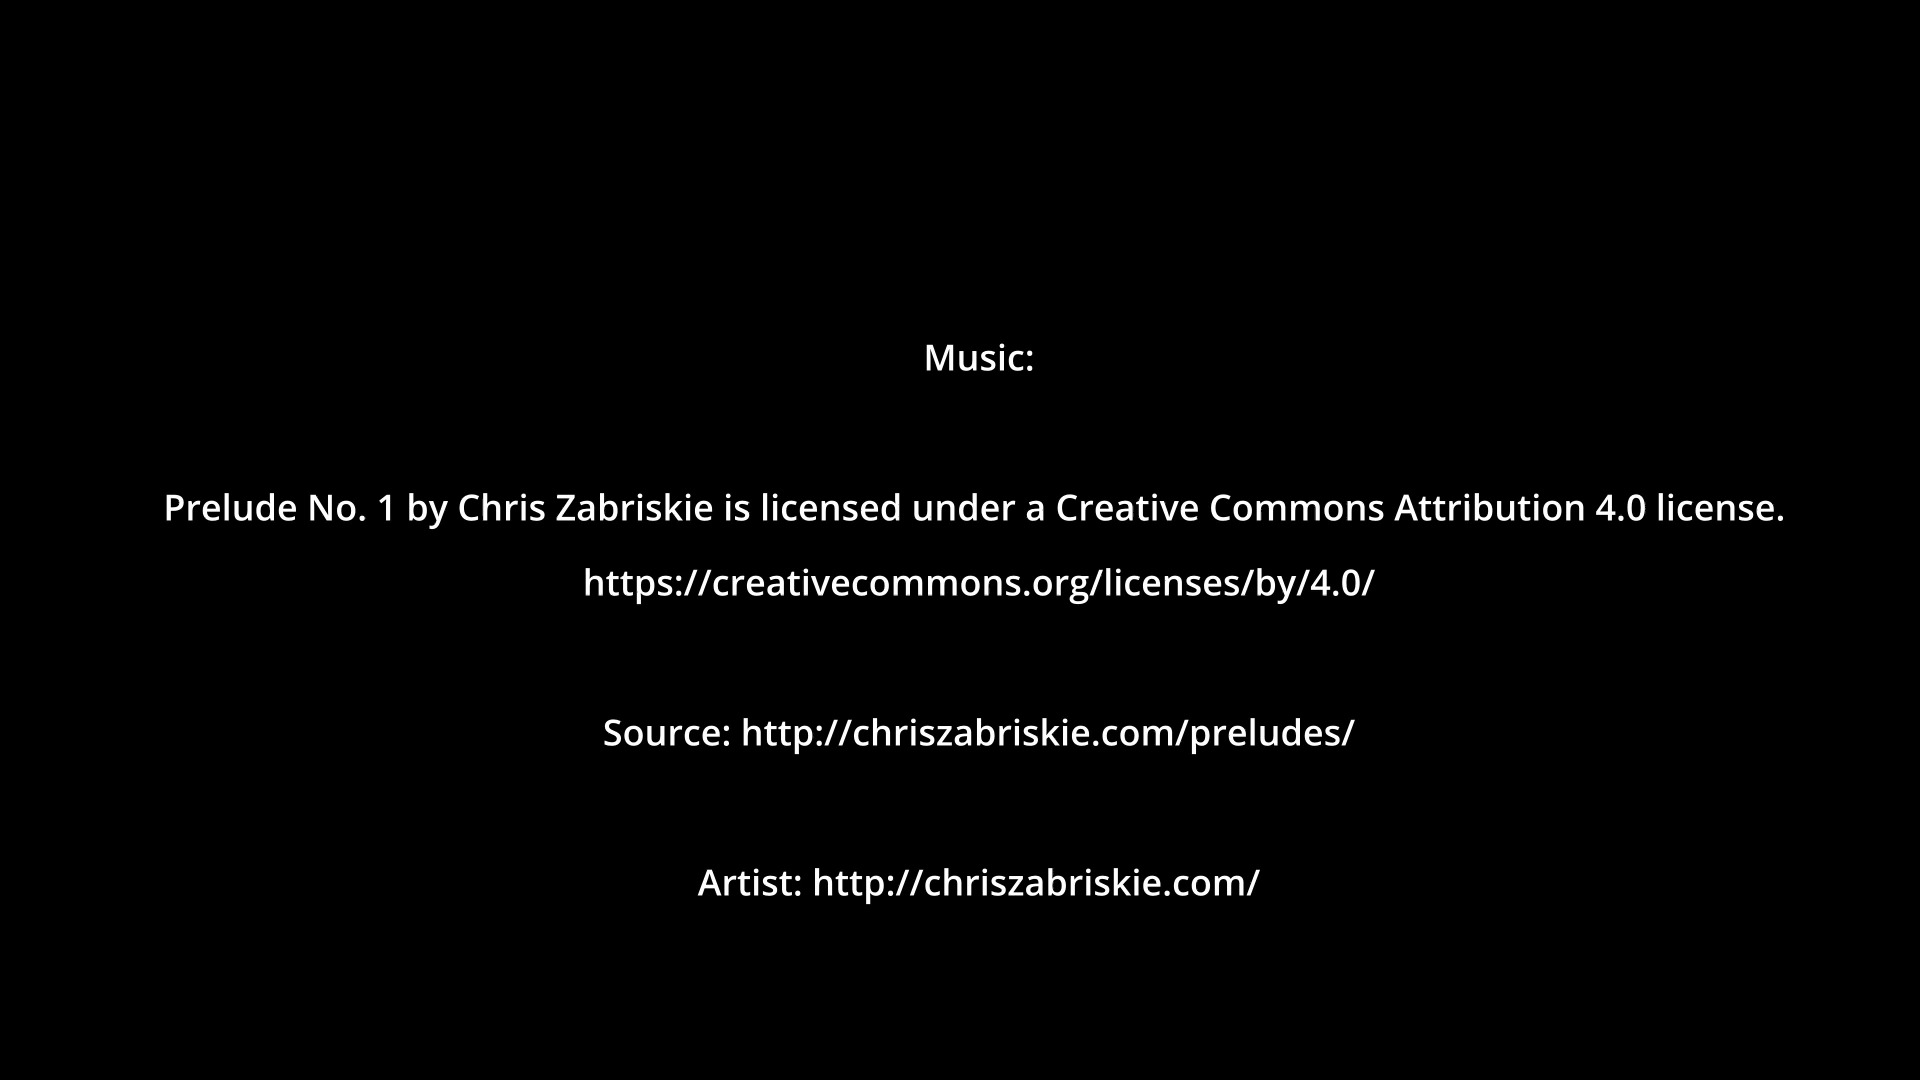 Music:
Prelude No. 1 by Chris Zabriskie is licensed under a Creative Commons Attribution 4.0 license.
https://creativecommons.org/licenses/by/4.0/
Source: http://chriszabriskie.com/preludes/
Artist: http://chriszabriskie.com/